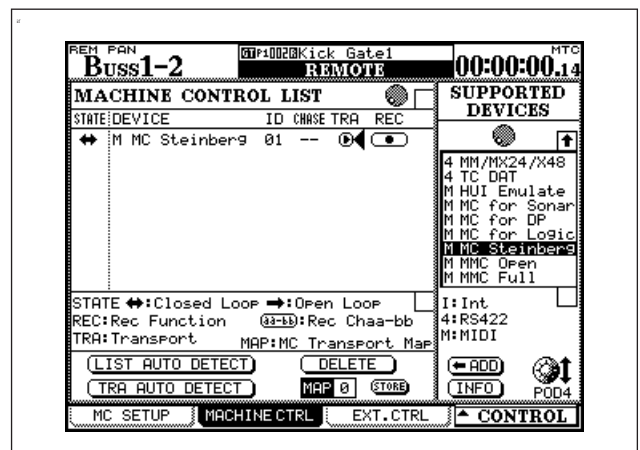 REM PAN
Buss1-2
Kick Gate1
REMOTE
MTC
00:00:00.14
MACHINE CONTROL LIST
STATE DEVICE ID CHASE TRA REC
↔ M MC Steinberg 01 --
STATE ↔:Closed Loop ➡:Open Loop
REC:Rec Function (aa-bb):Rec Chaa-bb
TRA:Transport MAP:MC Transport Map
LIST AUTO DETECT DELETE
TRA AUTO DETECT MAP 0 STORE
SUPPORTED
DEVICES
4 MM/MX24/X48
4 TC DAT
M HUI Emulate
M MC for Sonar
M MC for DP
M MC for Logic
M MC Steinberg
M MMC Open
M MMC Full
I:Int
4:RS422
M:MIDI
←ADD
INFO
POD4
MC SETUP MACHINE CTRL EXT.CTRL CONTROL